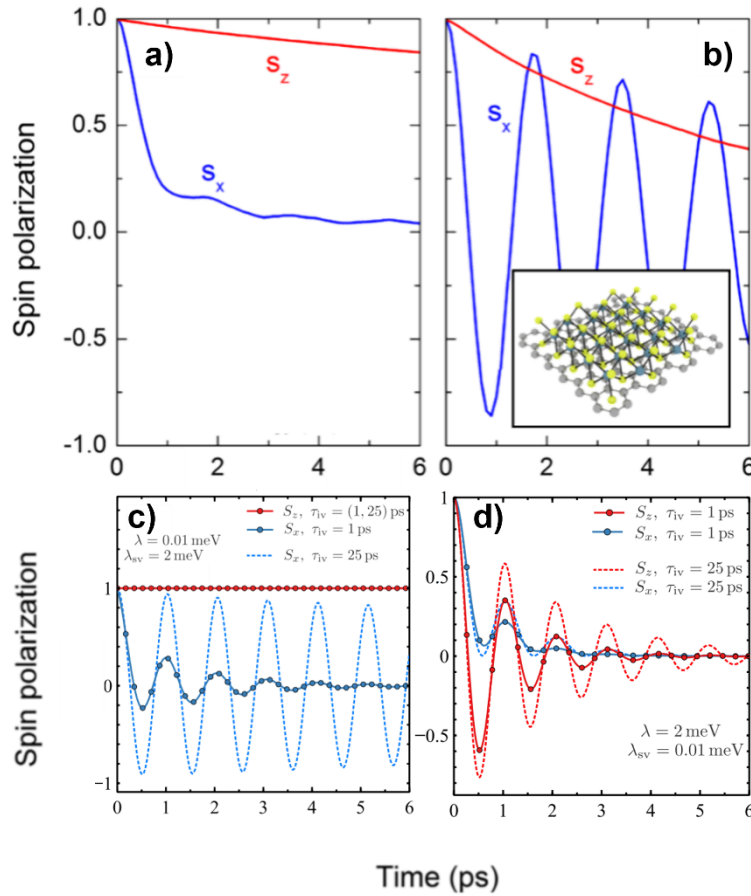 Spin polarization
1.0
0.5
0.0
-0.5
-1.0
a)
S_z
S_x
0 2 4 6
b)
S_z
S_x
0 2 4 6
Spin polarization
1
0
−1
c)
S_z, τ_iv = (1, 25) ps
S_x, τ_iv = 1 ps
S_x, τ_iv = 25 ps
λ = 0.01 meV
λ_sv = 2 meV
0 1 2 3 4 5 6
1
0.5
0
−0.5
d)
S_z, τ_iv = 1 ps
S_x, τ_iv = 1 ps
S_z, τ_iv = 25 ps
S_x, τ_iv = 25 ps
λ = 2 meV
λ_sv = 0.01 meV
0 1 2 3 4 5 6
Time (ps)